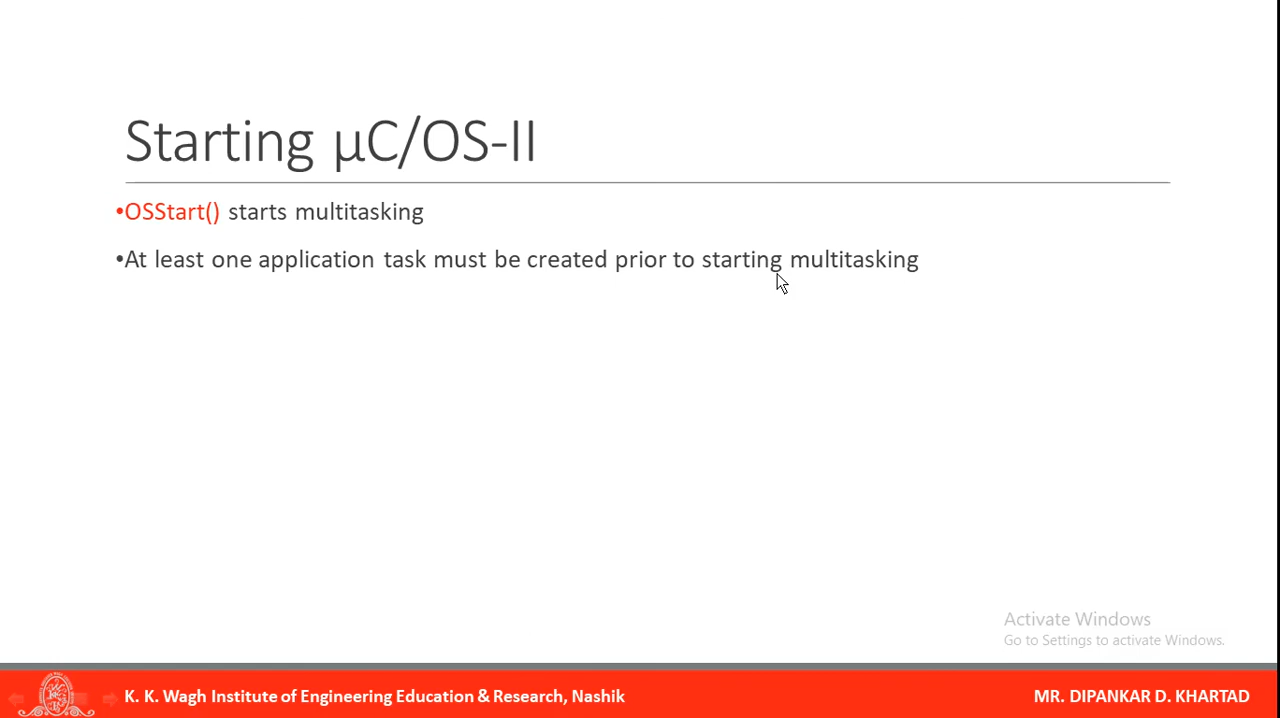 Starting µC/OS-II
•OSStart() starts multitasking
•At least one application task must be created prior to starting multitasking
Activate Windows
Go to Settings to activate Windows.
K. K. Wagh Institute of Engineering Education & Research, Nashik
MR. DIPANKAR D. KHARTAD